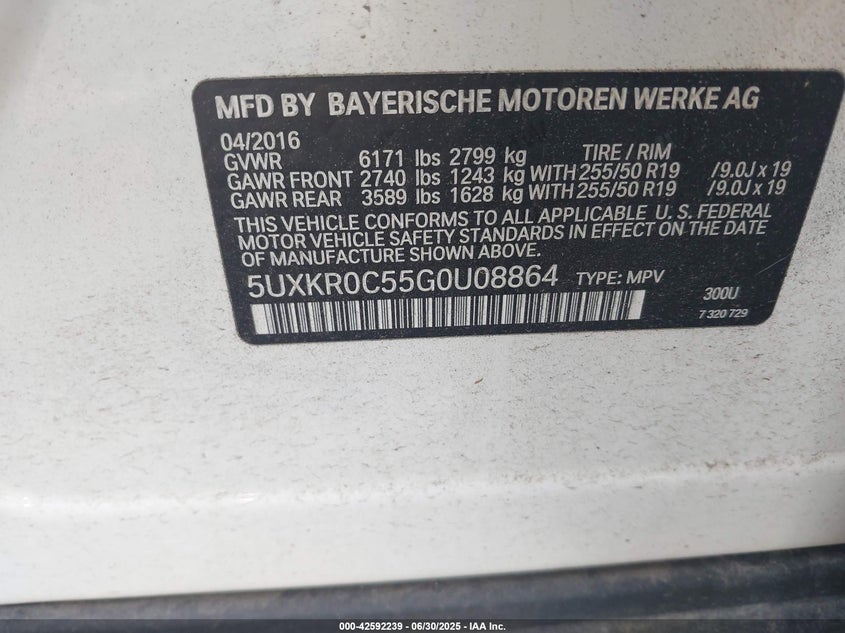 MFD BY BAYERISCHE MOTOREN WERKE AG
04/2016
GVWR 6171 lbs 2799 kg TIRE / RIM
GAWR FRONT 2740 lbs 1243 kg WITH 255/50 R19 /9.0J x 19
GAWR REAR 3589 lbs 1628 kg WITH 255/50 R19 /9.0J x 19
THIS VEHICLE CONFORMS TO ALL APPLICABLE U. S. FEDERAL
MOTOR VEHICLE SAFETY STANDARDS IN EFFECT ON THE DATE
OF MANUFACTURE SHOWN ABOVE.
5UXKR0C55G0U08864 TYPE: MPV 300U
7 320 729
000-42592239 - 06/30/2025 - IAA Inc.